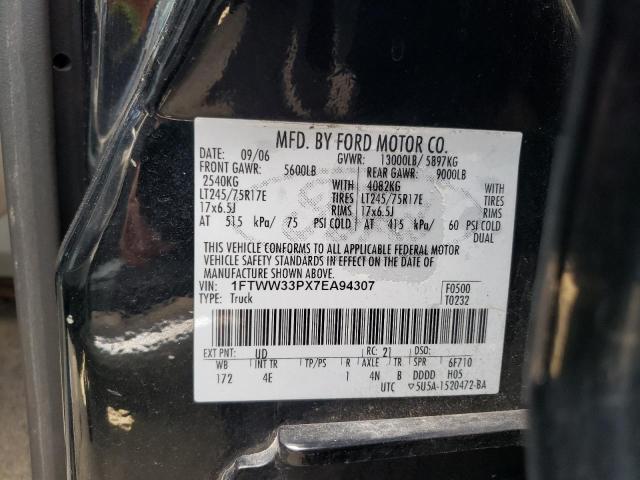 MFD. BY FORD MOTOR CO.
DATE: 09/06 GVWR: 13000LB/ 5897KG
FRONT GAWR: 5600LB REAR GAWR: 9000LB
2540KG WITH 4082KG WITH
LT245/75R17E TIRES LT245/75R17E TIRES
17x6.5J RIMS 17x6.5J RIMS
AT 515 kPa/ 75 PSI COLD AT 415 kPa/ 60 PSI COLD
DUAL
THIS VEHICLE CONFORMS TO ALL APPLICABLE FEDERAL MOTOR
VEHICLE SAFETY STANDARDS IN EFFECT ON THE DATE OF
MANUFACTURE SHOWN ABOVE.
VIN: 1FTWW33PX7EA94307 F0500
TYPE: Truck T0232
EXT PNT: UD RC: 21
WB INT TR TP/PS R AXLE TR SPR 6F710
172 4E 1 4N B DDDD H05
UTC ▽5U5A-1520472-BA